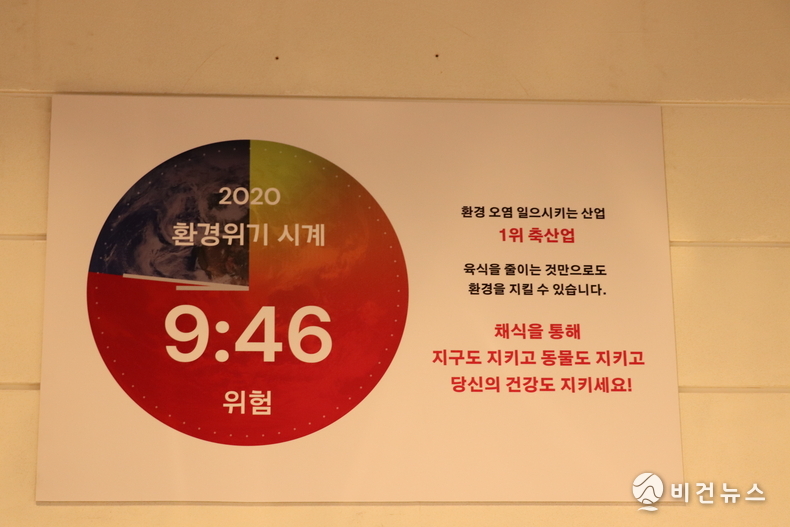 2020
환경위기 시계
9:46
위험
환경 오염 일으시키는 산업
1위 축산업
육식을 줄이는 것만으로도
환경을 지킬 수 있습니다.
채식을 통해
지구도 지키고 동물도 지키고
당신의 건강도 지키세요!
비건뉴스